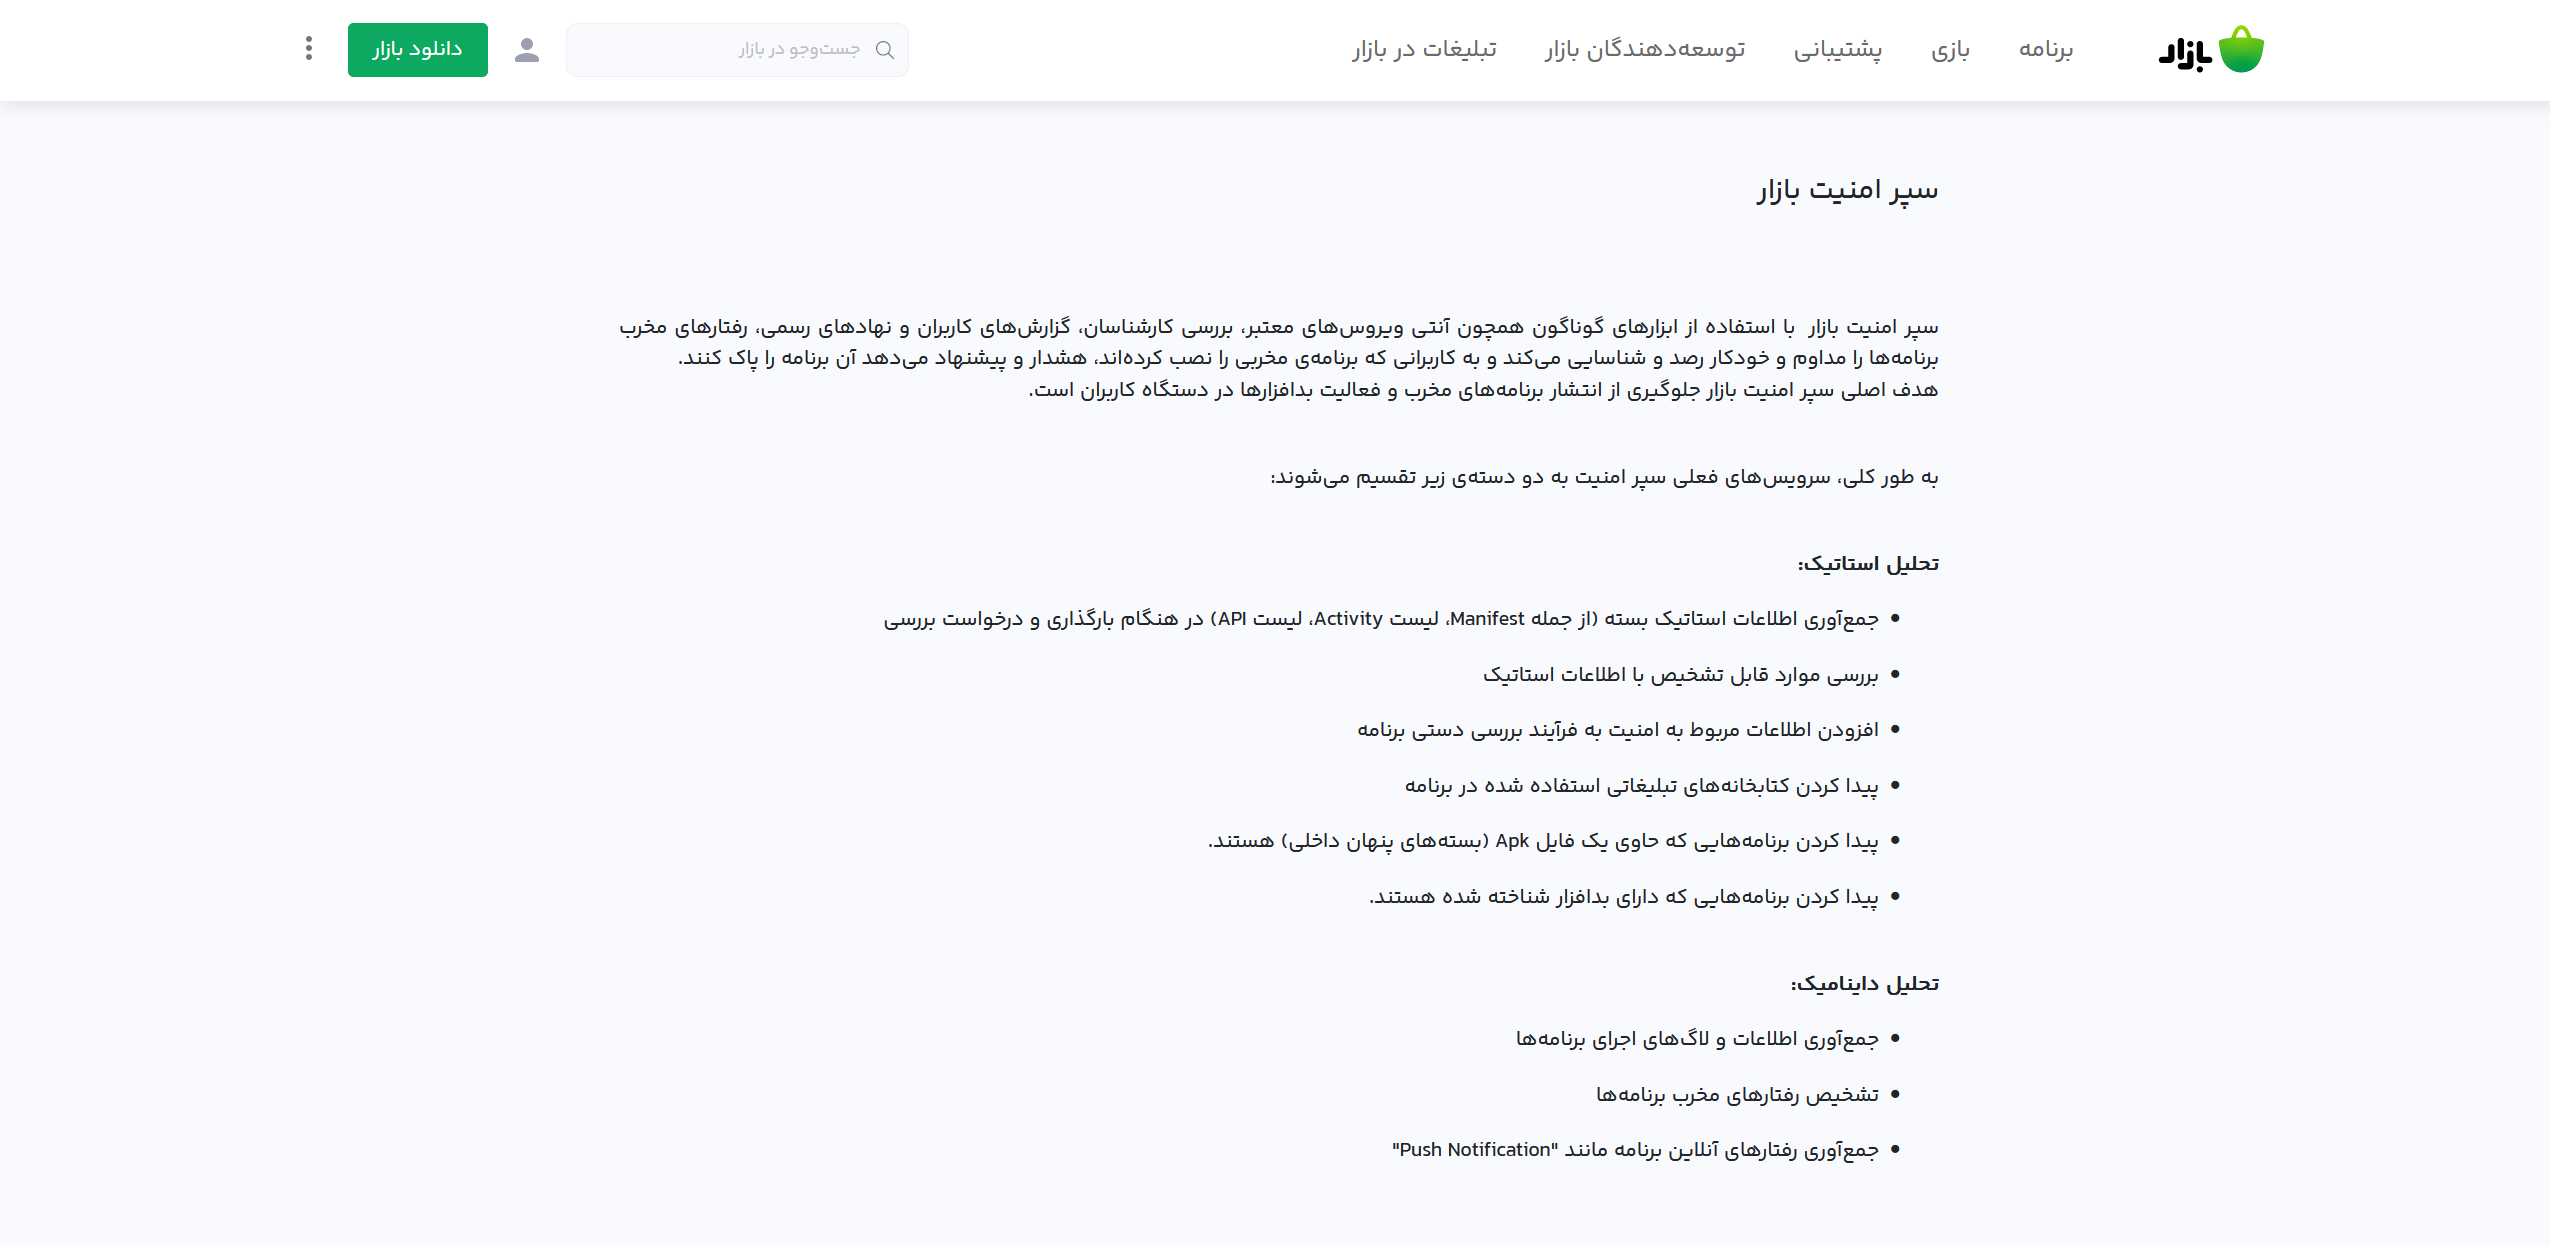 بازار
برنامه
بازی
پشتیبانی
توسعه‌دهندگان بازار
تبلیغات در بازار
جست‌وجو در بازار
دانلود بازار
سپر امنیت بازار
سپر امنیت بازار  با استفاده از ابزارهای گوناگون همچون آنتی ویروس‌های معتبر، بررسی کارشناسان، گزارش‌های کاربران و نهادهای رسمی، رفتارهای مخرب
برنامه‌ها را مداوم و خودکار رصد و شناسایی می‌کند و به کاربرانی که برنامه‌ی مخربی را نصب کرده‌اند، هشدار و پیشنهاد می‌دهد آن برنامه را پاک کنند.
هدف اصلی سپر امنیت بازار جلوگیری از انتشار برنامه‌های مخرب و فعالیت بدافزارها در دستگاه کاربران است.
به طور کلی، سرویس‌های فعلی سپر امنیت به دو دسته‌ی زیر تقسیم می‌شوند:
تحلیل استاتیک:
• جمع‌آوری اطلاعات استاتیک بسته (از جمله Manifest، لیست Activity، لیست API) در هنگام بارگذاری و درخواست بررسی
• بررسی موارد قابل تشخیص با اطلاعات استاتیک
• افزودن اطلاعات مربوط به امنیت به فرآیند بررسی دستی برنامه
• پیدا کردن کتابخانه‌های تبلیغاتی استفاده شده در برنامه
• پیدا کردن برنامه‌هایی که حاوی یک فایل Apk (بسته‌های پنهان داخلی) هستند.
• پیدا کردن برنامه‌هایی که دارای بدافزار شناخته شده هستند.
تحلیل داینامیک:
• جمع‌آوری اطلاعات و لاگ‌های اجرای برنامه‌ها
• تشخیص رفتارهای مخرب برنامه‌ها
• جمع‌آوری رفتارهای آنلاین برنامه مانند "Push Notification"